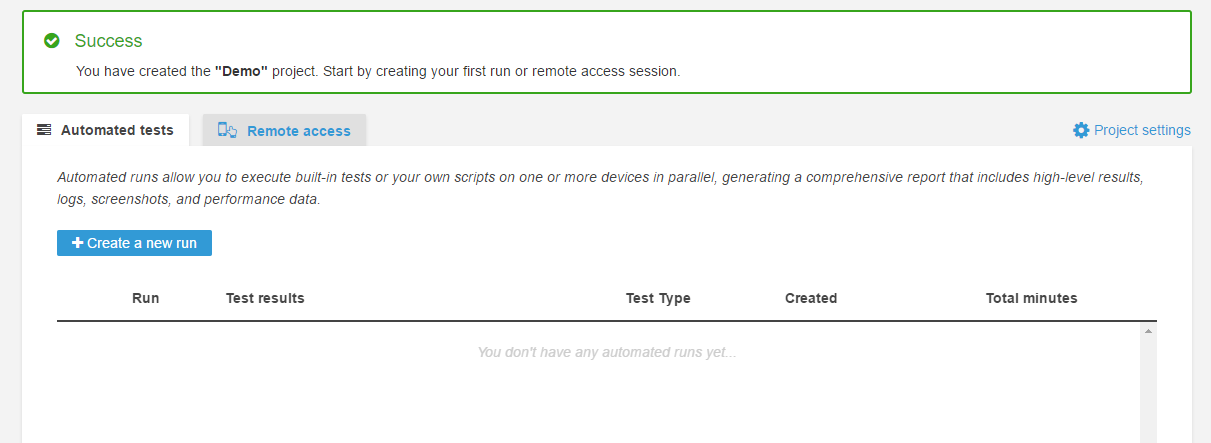 Success
You have created the "Demo" project. Start by creating your first run or remote access session.
Automated tests
Remote access
Project settings
Automated runs allow you to execute built-in tests or your own scripts on one or more devices in parallel, generating a comprehensive report that includes high-level results,
logs, screenshots, and performance data.
Create a new run
Run Test results Test Type Created Total minutes
You don't have any automated runs yet...